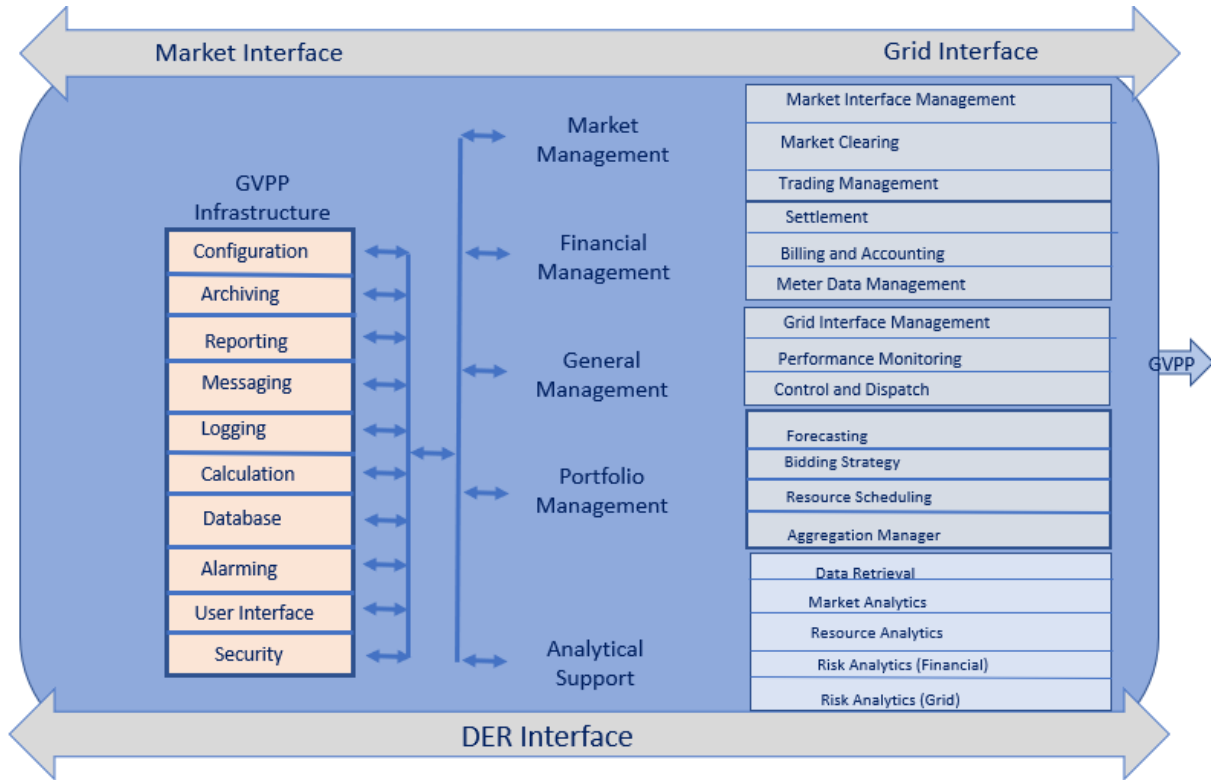 Market Interface
Grid Interface
GVPP
Infrastructure
Configuration
Archiving
Reporting
Messaging
Logging
Calculation
Database
Alarming
User Interface
Security
Market
Management
Financial
Management
General
Management
Portfolio
Management
Analytical
Support
Market Interface Management
Market Clearing
Trading Management
Settlement
Billing and Accounting
Meter Data Management
Grid Interface Management
Performance Monitoring
Control and Dispatch
Forecasting
Bidding Strategy
Resource Scheduling
Aggregation Manager
Data Retrieval
Market Analytics
Resource Analytics
Risk Analytics (Financial)
Risk Analytics (Grid)
GVPP
DER Interface